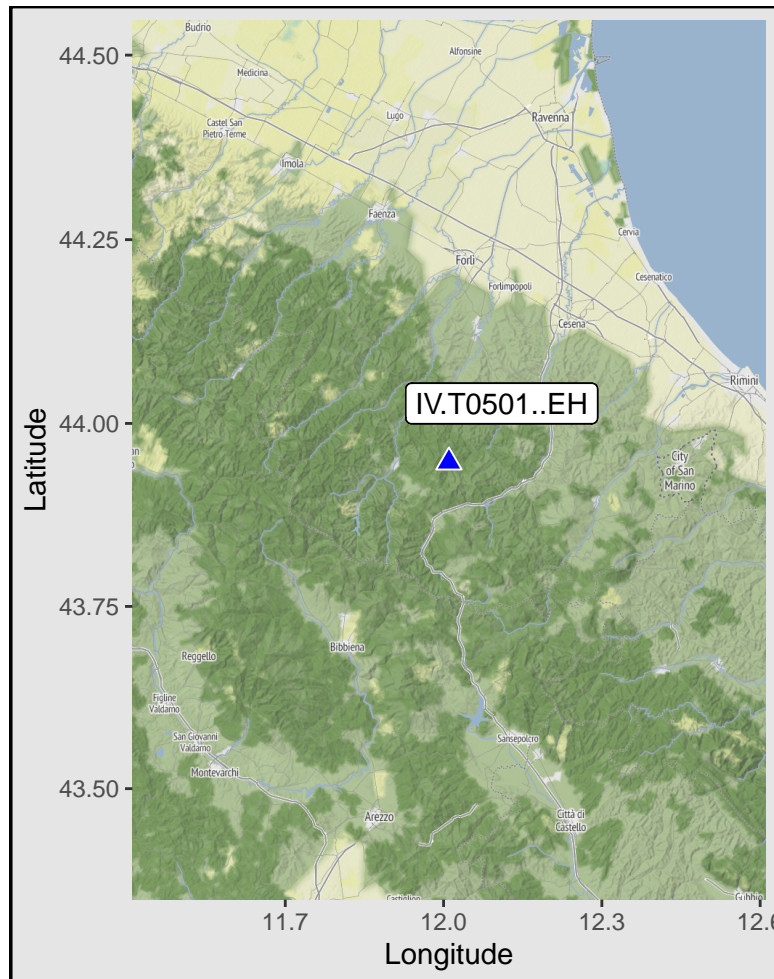 44.50
44.25
44.00
43.75
43.50
Latitude
Budrio
Alfonsine
Medicina
Castel San
Pietro Terme
Lugo
Ravenna
Imola
Faenza
Cervia
Forlì
Forlimpopoli
Cesenatico
Cesena
Rimini
IV.T0501..EH
City
of San
Marino
Bibbiena
Reggello
Figline
Valdarno
San Giovanni
Valdarno
Montevarchi
Sansepolcro
Arezzo
Città di
Castello
11.7
12.0
12.3
Longitude